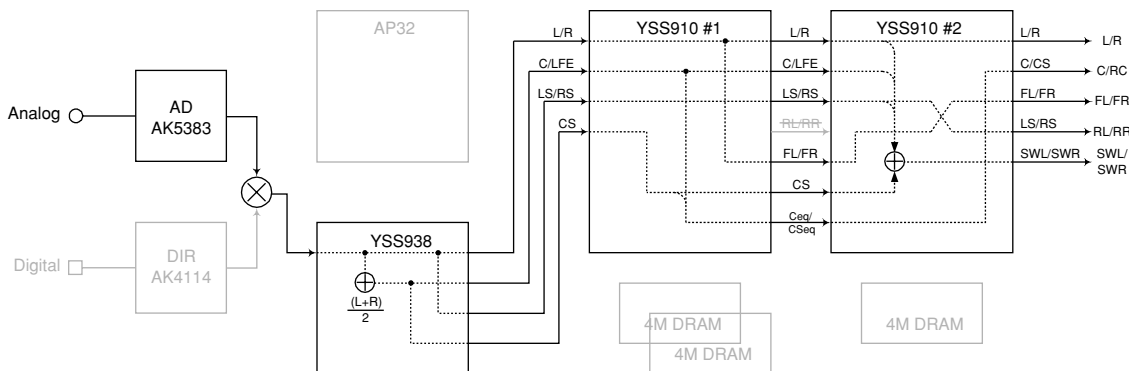 AP32
YSS910 #1
YSS910 #2
L/R
L/R
L/R
L/R
C/LFE
C/LFE
C/CS
C/RC
AD
AK5383
Analog
LS/RS
LS/RS
FL/FR
FL/FR
CS
RL/RR
LS/RS
RL/RR
FL/FR
SWL/SWR
SWL/
SWR
CS
Ceq/
CSeq
DIR
AK4114
Digital
YSS938
(L+R)
2
4M DRAM
4M DRAM
4M DRAM